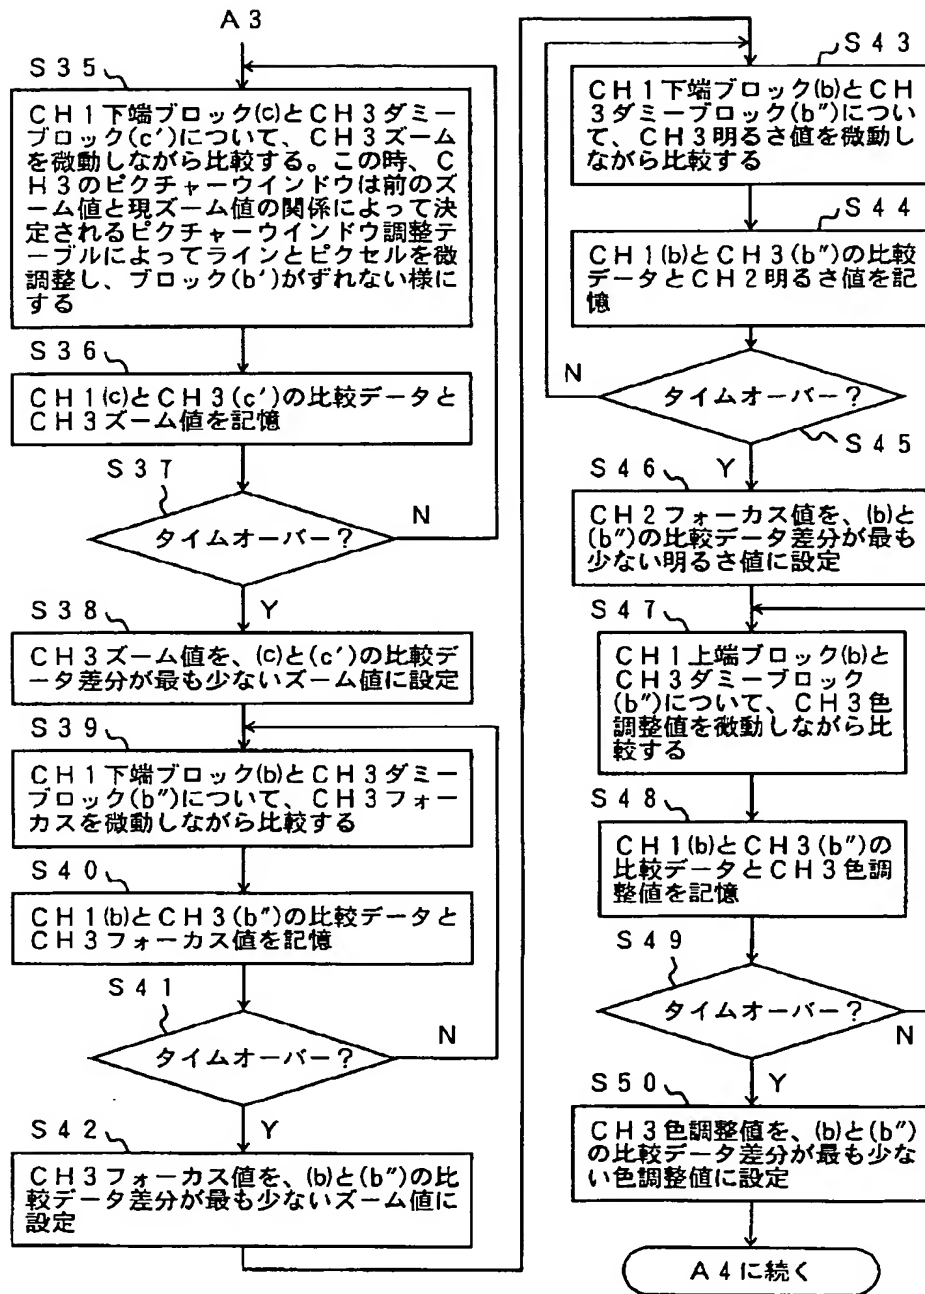 A3
S35
CH1下端ブロック(c)とCH3ダミー
ブロック(c')について、CH3ズーム
を微動しながら比較する。この時、C
H3のピクチャーウインドウは前のズ
ーム値と現ズーム値の関係によって決
定されるピクチャーウインドウ調整テ
ーブルによってラインとピクセルを微
調整し、ブロック(b')がずれない様に
する
S36
CH1(c)とCH3(c')の比較データと
CH3ズーム値を記憶
S37
タイムオーバー?
N
Y
S38
CH3ズーム値を、(c)と(c')の比較デ
ータ差分が最も少ないズーム値に設定
S39
CH1下端ブロック(b)とCH3ダミー
ブロック(b")について、CH3フォー
カスを微動しながら比較する
S40
CH1(b)とCH3(b")の比較データと
CH3フォーカス値を記憶
S41
タイムオーバー?
N
Y
S42
CH3フォーカス値を、(b)と(b")の比
較データ差分が最も少ないズーム値に
設定
S43
CH1下端ブロック(b)とCH
3ダミーブロック(b")につい
て、CH3明るさ値を微動し
ながら比較する
S44
CH1(b)とCH3(b")の比較
データとCH2明るさ値を記
憶
N
タイムオーバー?
S45
Y
S46
CH2フォーカス値を、(b)と
(b")の比較データ差分が最も
少ない明るさ値に設定
S47
CH1上端ブロック(b)と
CH3ダミーブロック
(b")について、CH3色
調整値を微動しながら比
較する
S48
CH1(b)とCH3(b")の
比較データとCH3色調
整値を記憶
S49
タイムオーバー?
N
Y
S50
CH3色調整値を、(b)と(b")
の比較データ差分が最も少な
い色調整値に設定
A4に続く